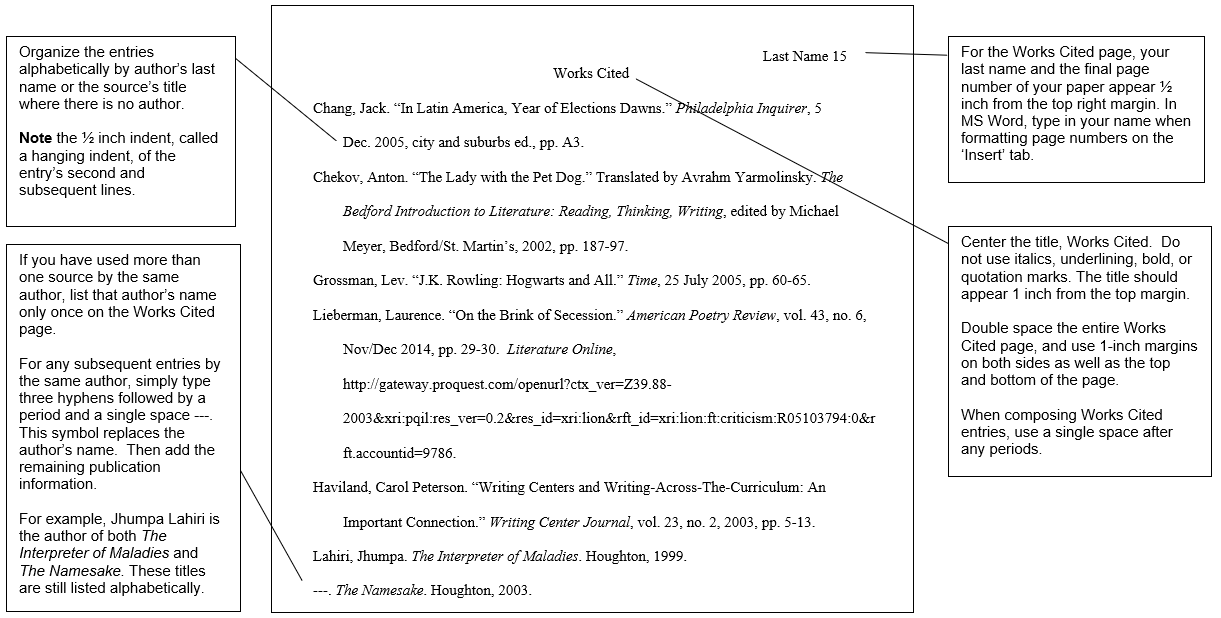 Organize the entries
alphabetically by author's last
name or the source's title
where there is no author.
Note the ½ inch indent, called
a hanging indent, of the
entry's second and
subsequent lines.
If you have used more than
one source by the same
author, list that author's name
only once on the Works Cited
page.
For any subsequent entries by
the same author, simply type
three hyphens followed by a
period and a single space ---.
This symbol replaces the
author's name.  Then add the
remaining publication
information.
For example, Jhumpa Lahiri is
the author of both The
Interpreter of Maladies and
The Namesake. These titles
are still listed alphabetically.
Last Name 15
Works Cited
Chang, Jack. “In Latin America, Year of Elections Dawns.” Philadelphia Inquirer, 5
Dec. 2005, city and suburbs ed., pp. A3.
Chekov, Anton. “The Lady with the Pet Dog.” Translated by Avrahm Yarmolinsky. The
Bedford Introduction to Literature: Reading, Thinking, Writing, edited by Michael
Meyer, Bedford/St. Martin’s, 2002, pp. 187-97.
Grossman, Lev. “J.K. Rowling: Hogwarts and All.” Time, 25 July 2005, pp. 60-65.
Lieberman, Laurence. “On the Brink of Secession.” American Poetry Review, vol. 43, no. 6,
Nov/Dec 2014, pp. 29-30.  Literature Online,
http://gateway.proquest.com/openurl?ctx_ver=Z39.88-
2003&xri:pqil:res_ver=0.2&res_id=xri:lion&rft_id=xri:lion:ft:criticism:R05103794:0&r
ft.accountid=9786.
Haviland, Carol Peterson. “Writing Centers and Writing-Across-The-Curriculum: An
Important Connection.” Writing Center Journal, vol. 23, no. 2, 2003, pp. 5-13.
Lahiri, Jhumpa. The Interpreter of Maladies. Houghton, 1999.
---. The Namesake. Houghton, 2003.
For the Works Cited page, your
last name and the final page
number of your paper appear ½
inch from the top right margin. In
MS Word, type in your name when
formatting page numbers on the
‘Insert’ tab.
Center the title, Works Cited.  Do
not use italics, underlining, bold, or
quotation marks. The title should
appear 1 inch from the top margin.
Double space the entire Works
Cited page, and use 1-inch margins
on both sides as well as the top
and bottom of the page.
When composing Works Cited
entries, use a single space after
any periods.